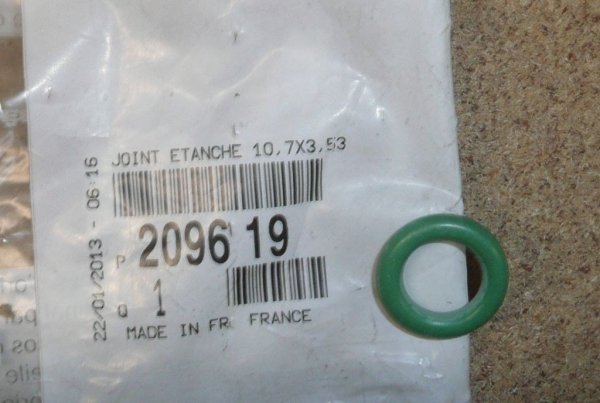 JOINT ETANCHE 10,7X3,53
P 2096 19
Q 1
MADE IN FR FRANCE
22/01/2013 - 06:16